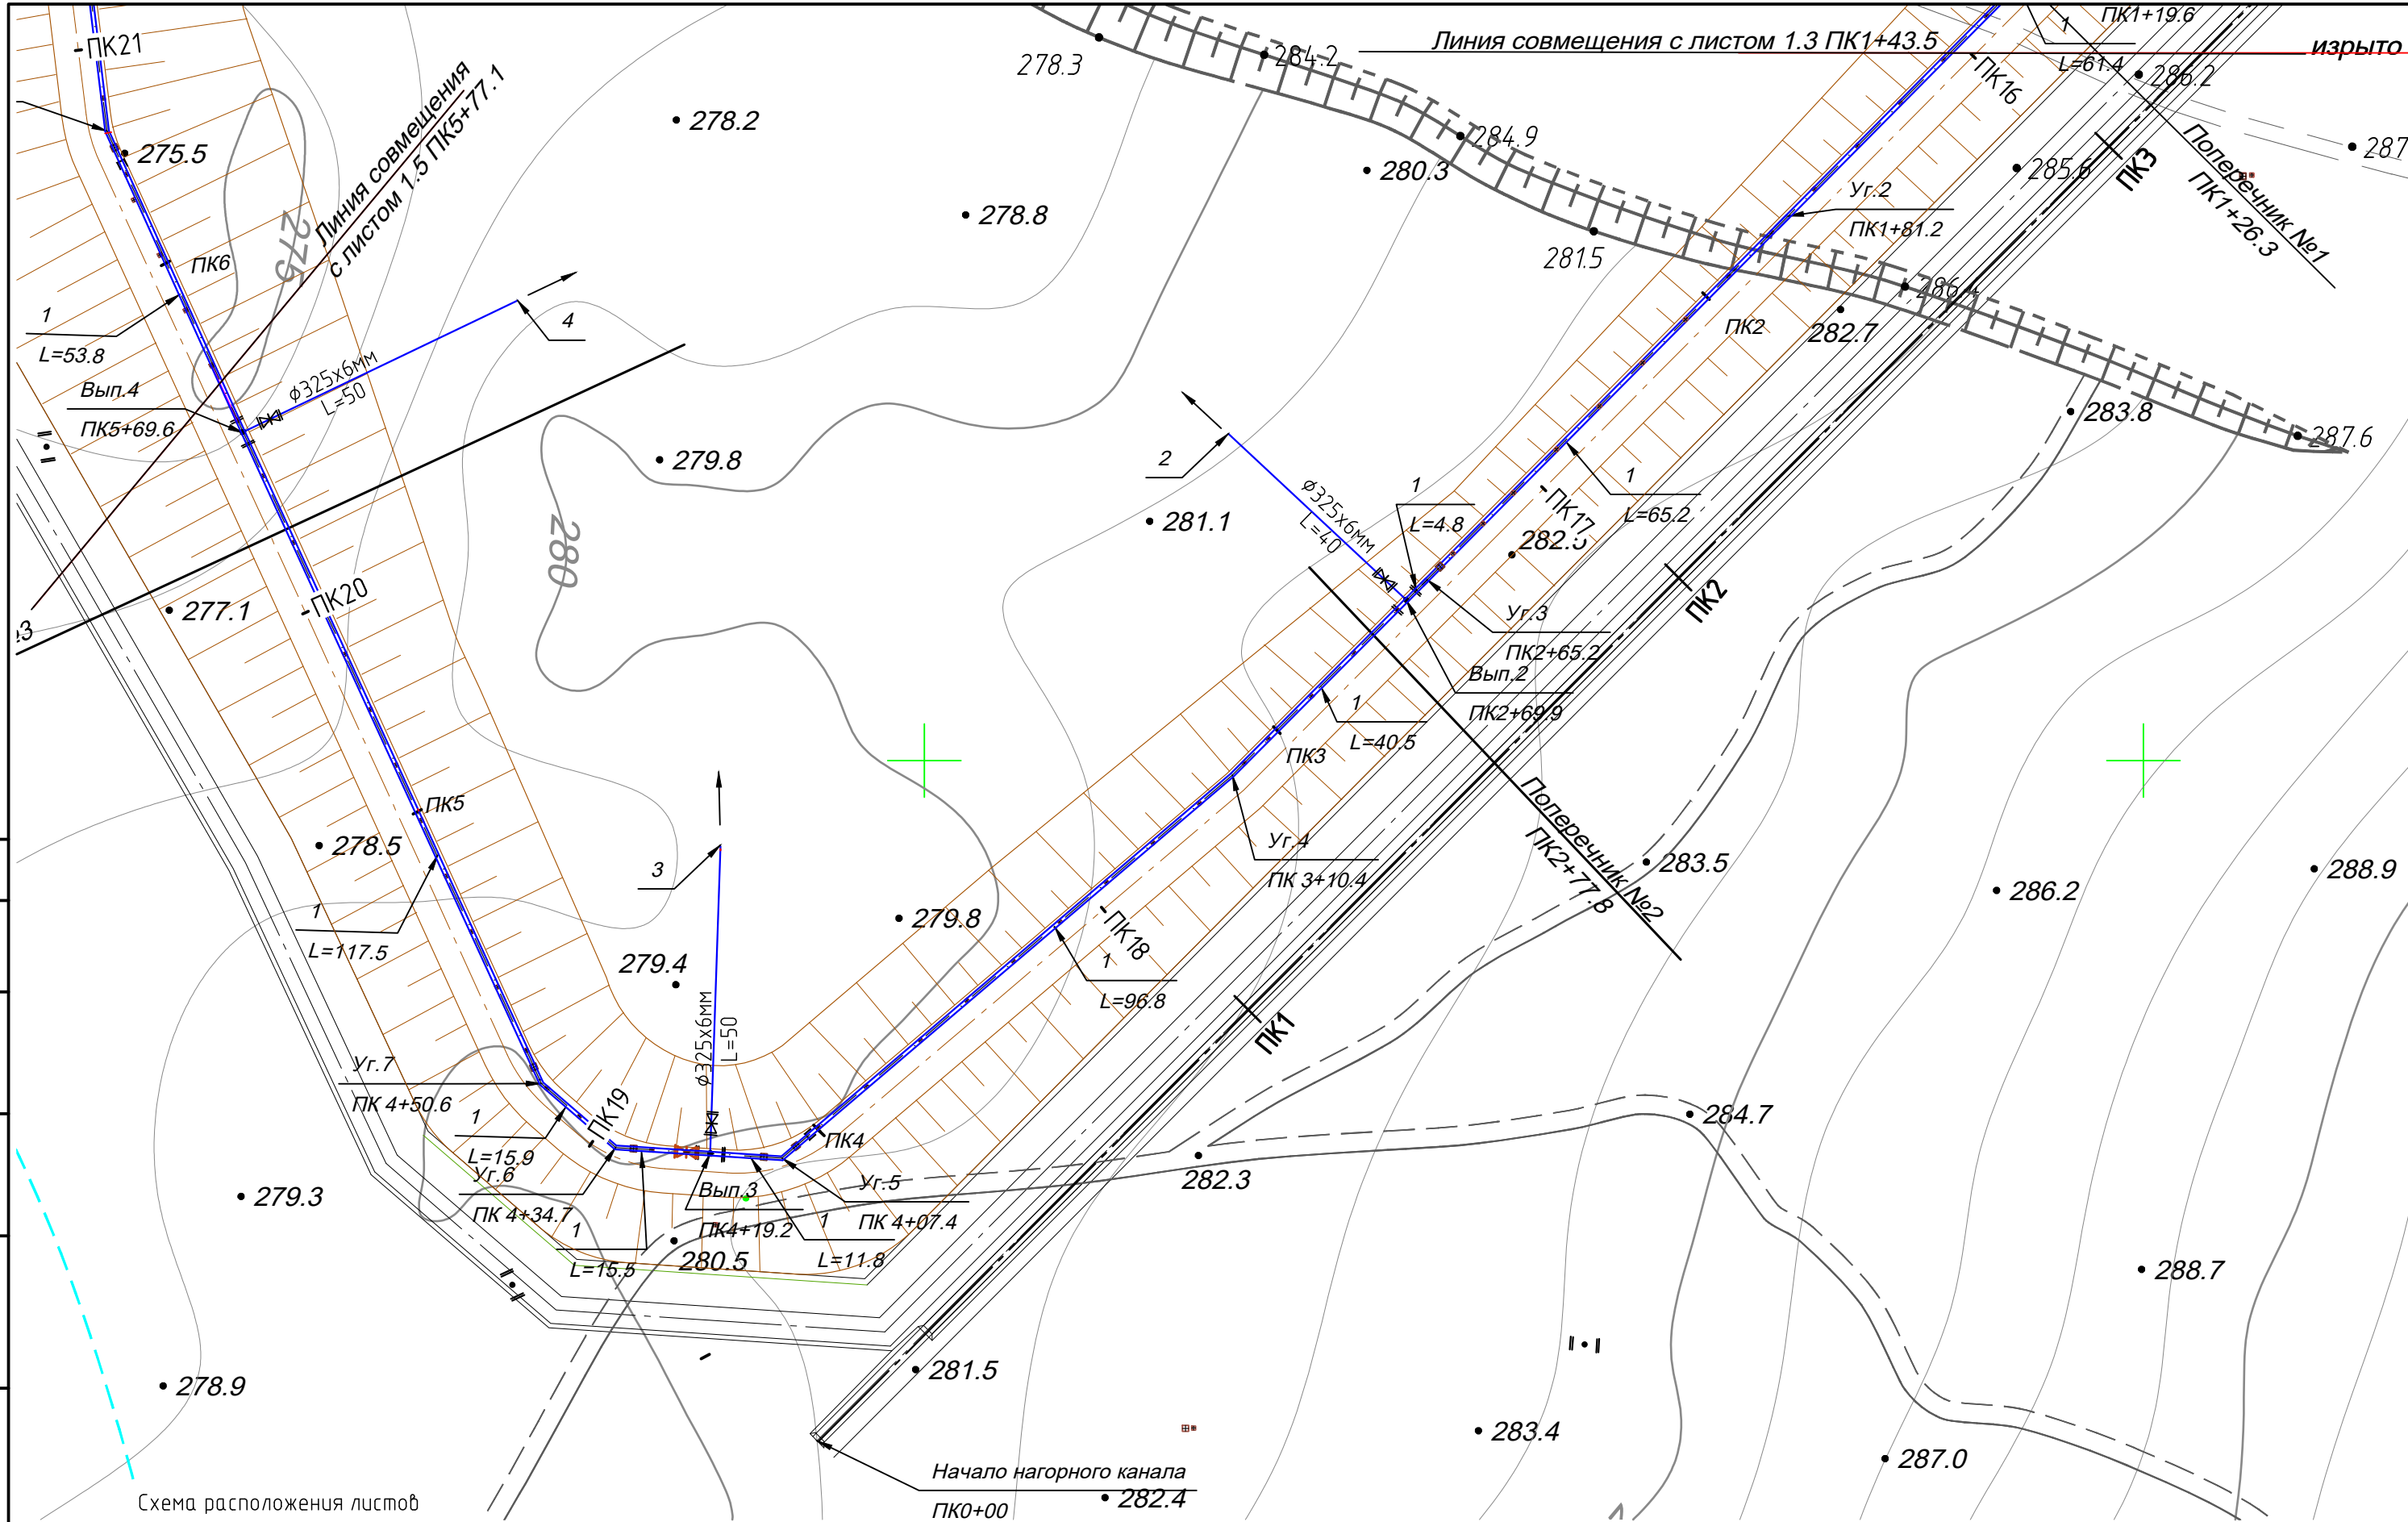 ПК1+19.6
1
L=61.4
Линия совмещения с листом 1.3 ПК1+43.5
изрыто
ПК21
278.3
284.2
286.2
ПК16
278.2
284.9
275.5
280.3
285.6
287
ПК3
Поперечник №1
ПК1+26.3
Линия совмещения
с листом 1.5 ПК5+77.1
275
278.8
Уг.2
ПК1+81.2
281.5
ПК6
286.4
282.7
ПК2
1
L=53.8
4
ϕ325х6мм
L=50
Вып.4
ПК5+69.6
283.8
287.6
279.8
2
ϕ325х6мм
L=40
1
L=4.8
ПК17
1
L=65.2
281.1
280
ПК20
277.1
Уг.3
ПК2+65.2
ПК2
Вып.2
ПК2+69.9
1
L=40.5
ПК3
ПК5
278.5
Уг.4
ПК 3+10.4
Поперечник №2
ПК2+77.8
283.5
286.2
288.9
3
1
L=117.5
279.8
ПК18
279.4
1
L=96.8
ϕ325х6мм
L=50
ПК1
Уг.7
ПК 4+50.6
1
L=15.9
ПК19
ПК4
284.7
282.3
279.3
Уг.6
ПК 4+34.7
Вып.3
ПК4+19.2
Уг.5
ПК 4+07.4
1
L=15.5
280.5
1
L=11.8
288.7
281.5
278.9
283.4
287.0
Начало нагорного канала
ПК0+00
282.4
Схема расположения листов